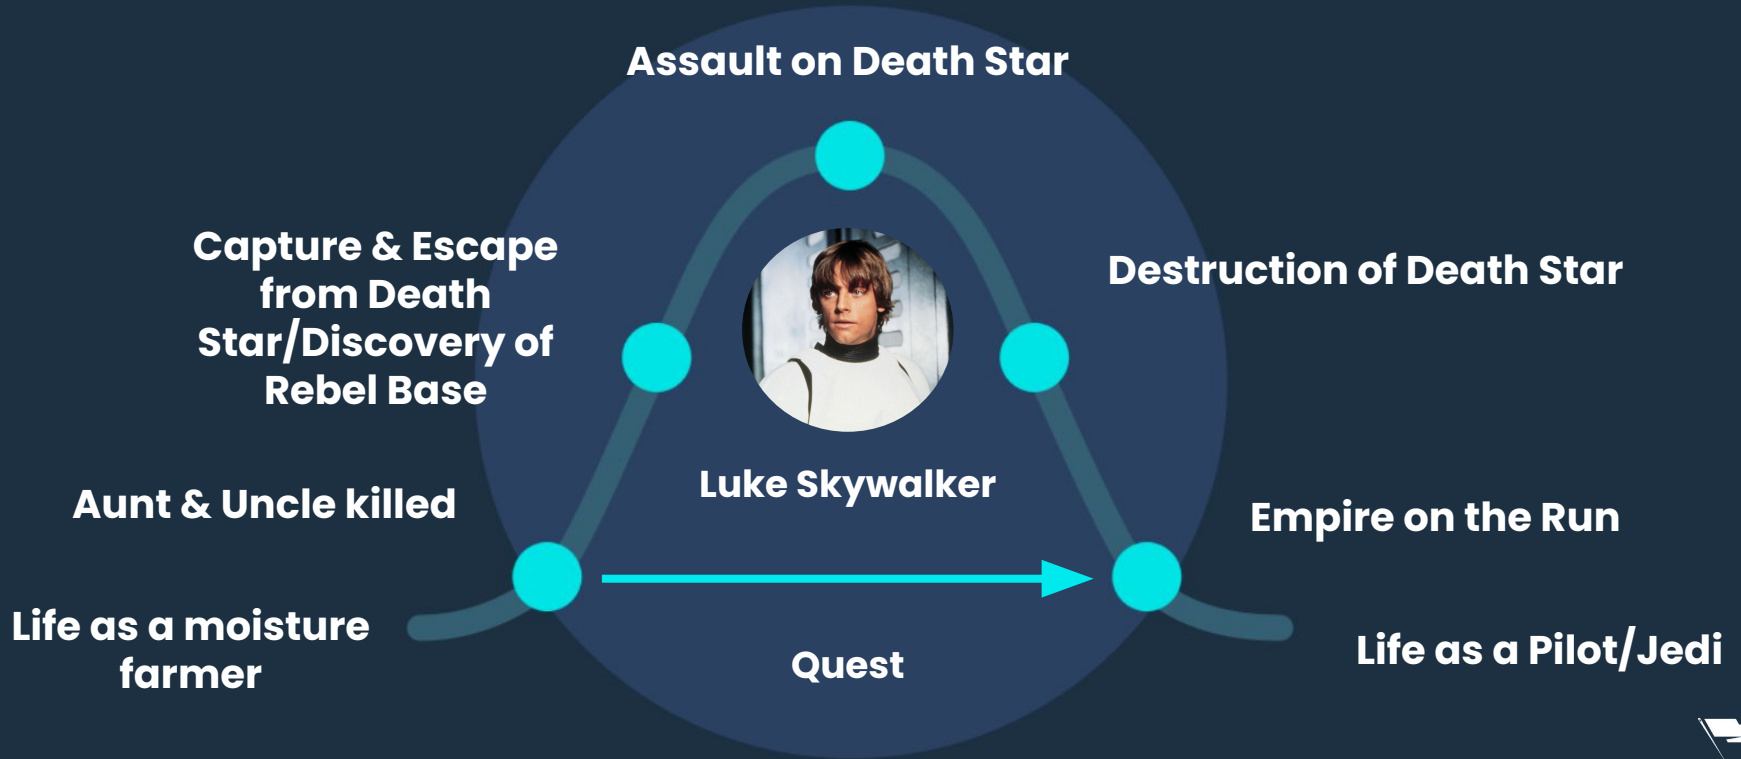 Assault on Death Star
Capture & Escape
from Death
Star/Discovery of
Rebel Base
Destruction of Death Star
Luke Skywalker
Aunt & Uncle killed
Empire on the Run
Life as a moisture
farmer
Quest
Life as a Pilot/Jedi